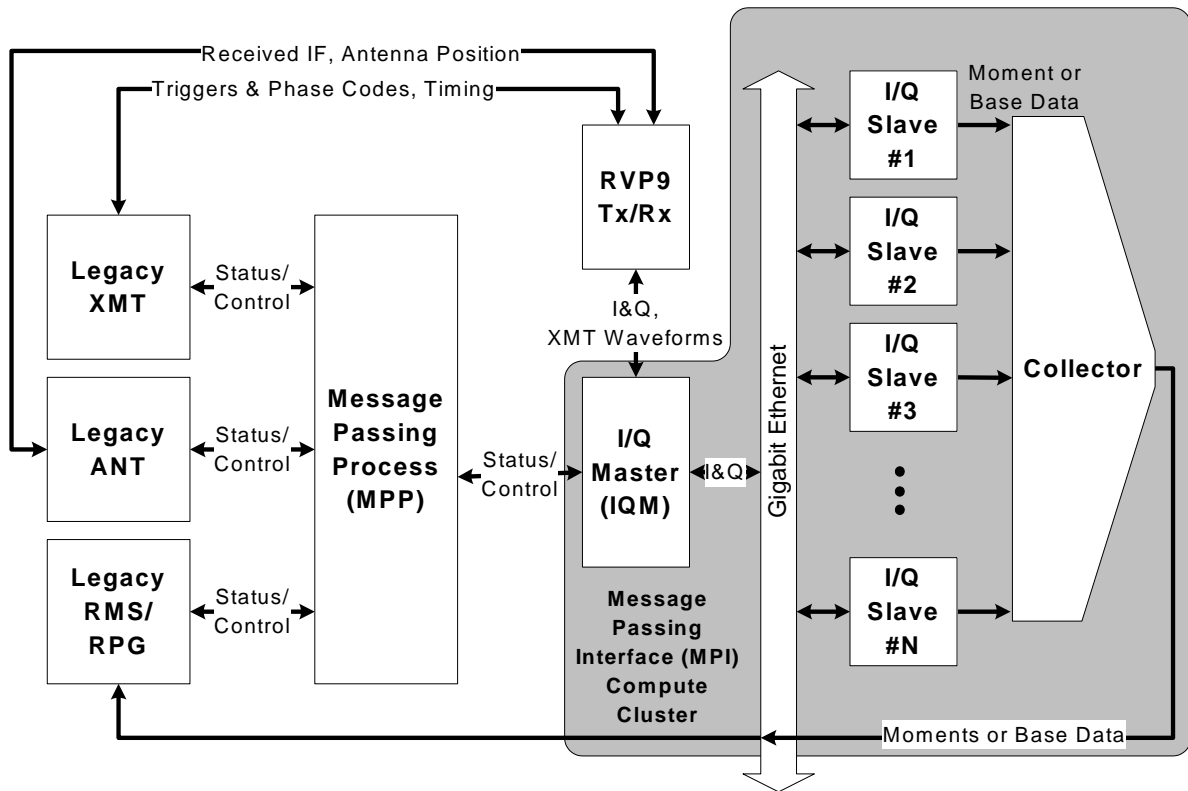 Received IF, Antenna Position
Triggers & Phase Codes, Timing
RVP9
Tx/Rx
I&Q,
XMT Waveforms
Legacy
XMT
Status/
Control
Legacy
ANT
Status/
Control
Legacy
RMS/
RPG
Status/
Control
Message
Passing
Process
(MPP)
Status/
Control
I/Q
Master
(IQM)
I&Q
Gigabit Ethernet
Message
Passing
Interface (MPI)
Compute
Cluster
I/Q
Slave
#1
I/Q
Slave
#2
I/Q
Slave
#3
I/Q
Slave
#N
Moment or
Base Data
Collector
Moments or Base Data